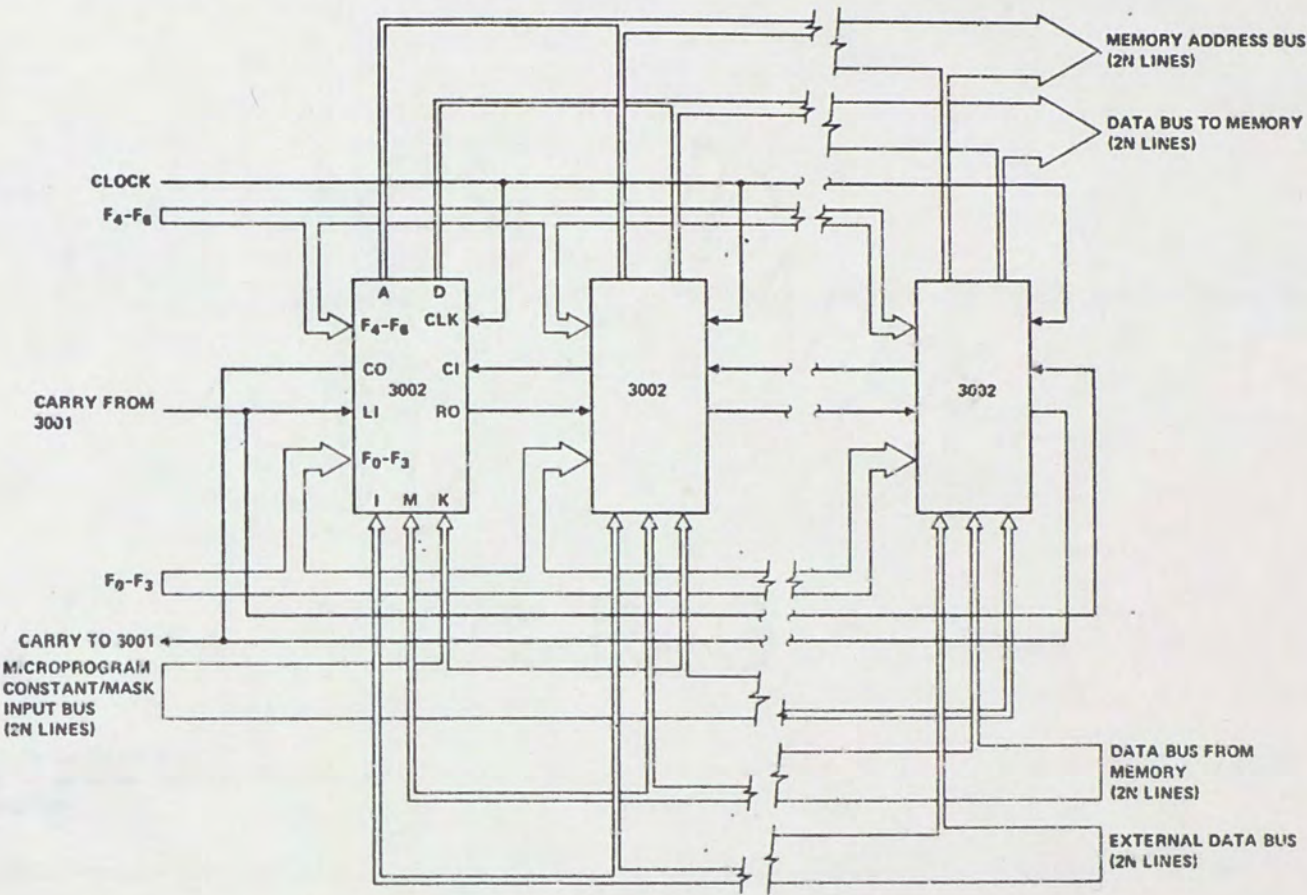 MEMORY ADDRESS BUS
(2N LINES)
DATA BUS TO MEMORY
(2N LINES)
CLOCK
F4-F6
A D
F4-F6 CLK
CO CI
3002
LI RO
F0-F3
I M K
3002
3002
CARRY FROM
3001
F0-F3
CARRY TO 3001
MICROPROGRAM
CONSTANT/MASK
INPUT BUS
(2N LINES)
DATA BUS FROM
MEMORY
(2N LINES)
EXTERNAL DATA BUS
(2N LINES)